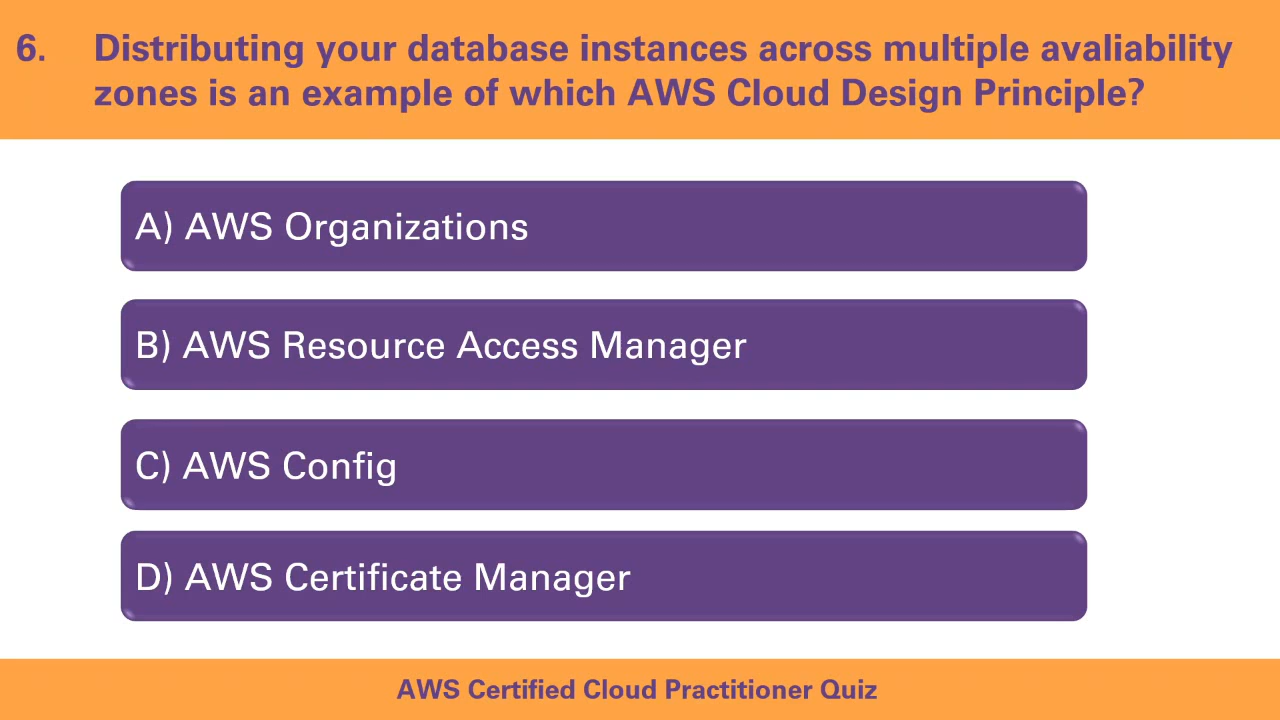 6. Distributing your database instances across multiple avaliability
zones is an example of which AWS Cloud Design Principle?
A) AWS Organizations
B) AWS Resource Access Manager
C) AWS Config
D) AWS Certificate Manager
AWS Certified Cloud Practitioner Quiz